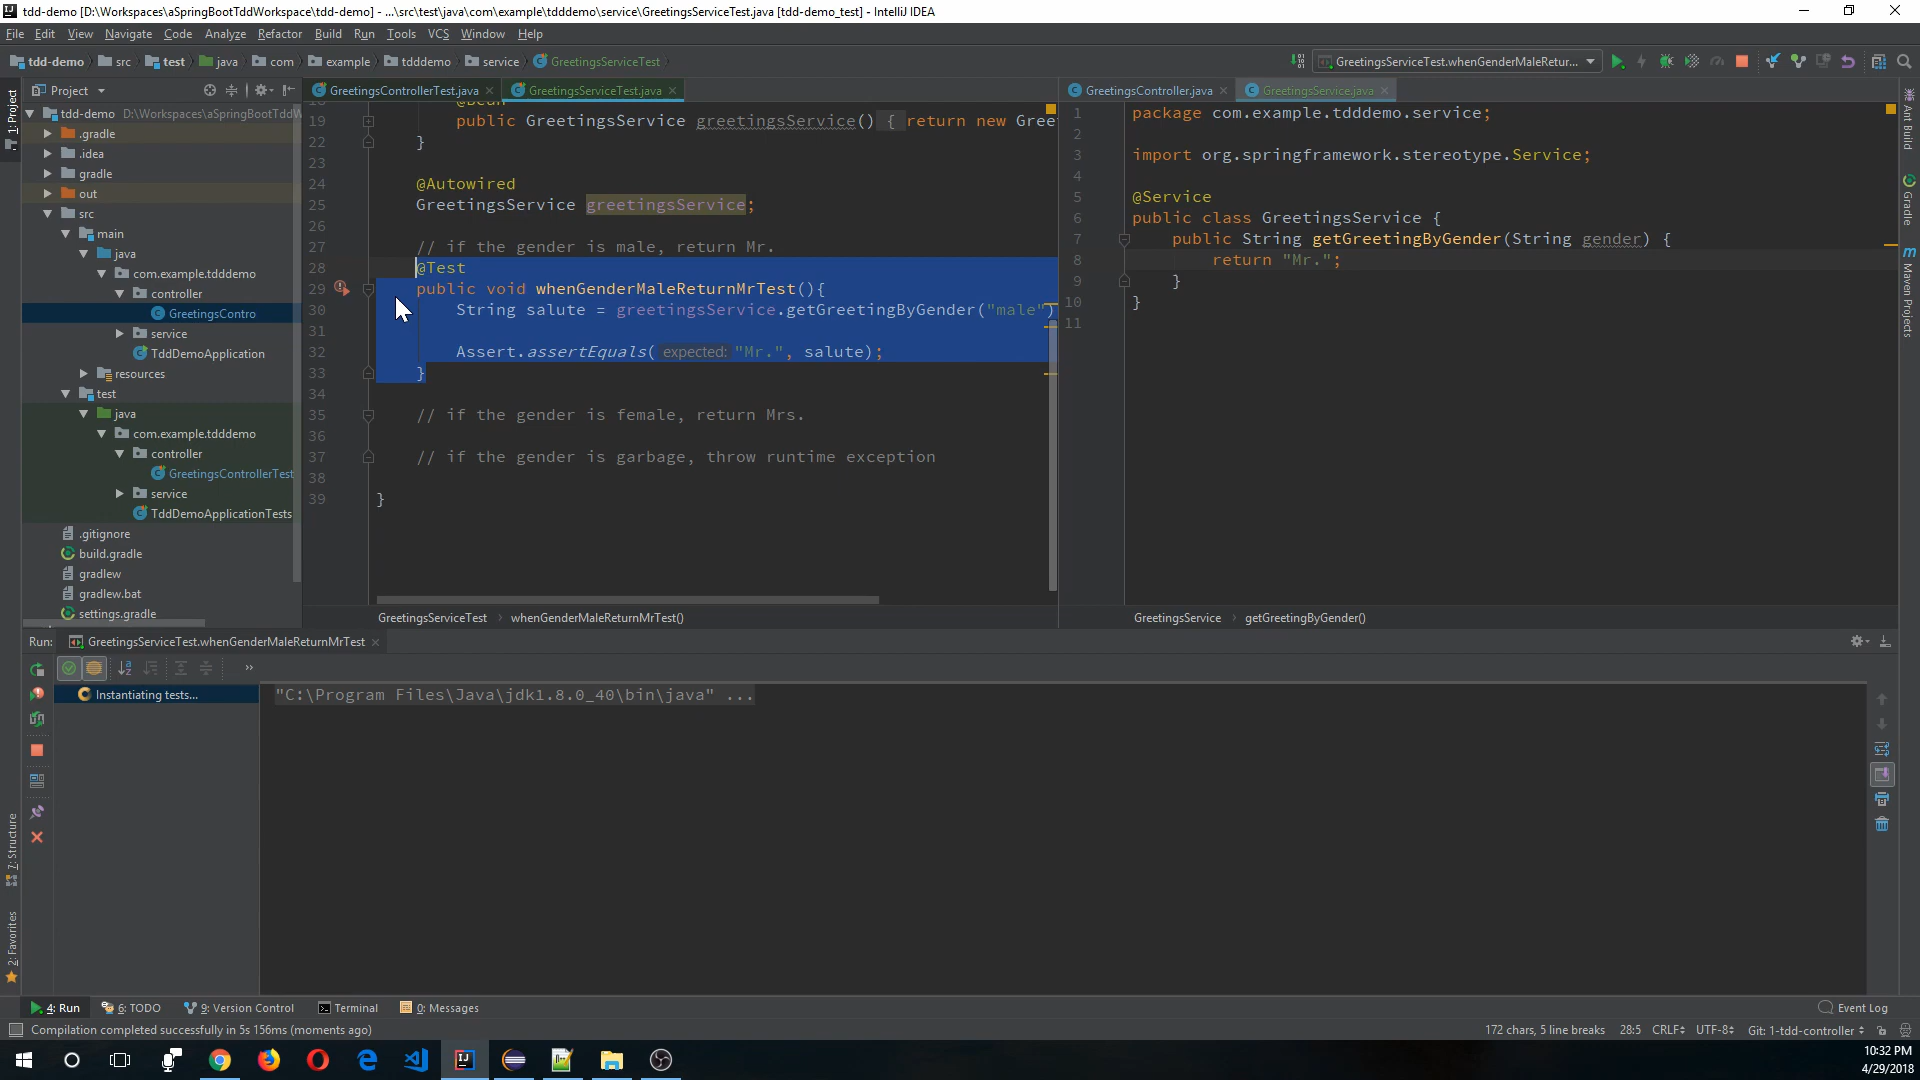 tdd-demo [D:\Workspaces\aSpringBootTddWorkspace\tdd-demo] - ...\src\test\java\com\example\tdddemo\service\GreetingsServiceTest.java [tdd-demo_test] - IntelliJ IDEA
File Edit View Navigate Code Analyze Refactor Build Run Tools VCS Window Help
tdd-demo src test java com example tdddemo service GreetingsServiceTest GreetingsServiceTest.whenGenderMaleRetur...
1: Project
Project
GreetingsControllerTest.java GreetingsServiceTest.java GreetingsController.java GreetingsService.java
tdd-demo D:\Workspaces\aSpringBootTddW
.gradle
.idea
gradle
out
src
main
java
com.example.tdddemo
controller
GreetingsContro
service
TddDemoApplication
resources
test
java
com.example.tdddemo
controller
GreetingsControllerTest
service
TddDemoApplicationTests
.gitignore
build.gradle
gradlew
gradlew.bat
settings.gradle
19 public GreetingsService greetingsService() { return new Gree
22 }
23
24 @Autowired
25 GreetingsService greetingsService;
26
27 // if the gender is male, return Mr.
28 @Test
29 public void whenGenderMaleReturnMrTest(){
30 String salute = greetingsService.getGreetingByGender("male")
31
32 Assert.assertEquals( expected: "Mr.", salute);
33 }
34
35 // if the gender is female, return Mrs.
36
37 // if the gender is garbage, throw runtime exception
38
39 }
GreetingsServiceTest › whenGenderMaleReturnMrTest()
1 package com.example.tdddemo.service;
2
3 import org.springframework.stereotype.Service;
4
5 @Service
6 public class GreetingsService {
7 public String getGreetingByGender(String gender) {
8 return "Mr.";
9 }
10 }
11
GreetingsService › getGreetingByGender()
Ant Build
Gradle
Maven Projects
Run: GreetingsServiceTest.whenGenderMaleReturnMrTest
Instantiating tests...
"C:\Program Files\Java\jdk1.8.0_40\bin\java" ...
7: Structure
2: Favorites
4: Run 6: TODO 9: Version Control Terminal 0: Messages Event Log
Compilation completed successfully in 5s 156ms (moments ago) 172 chars, 5 line breaks 28:5 CRLF UTF-8 Git: 1-tdd-controller
10:32 PM
4/29/2018